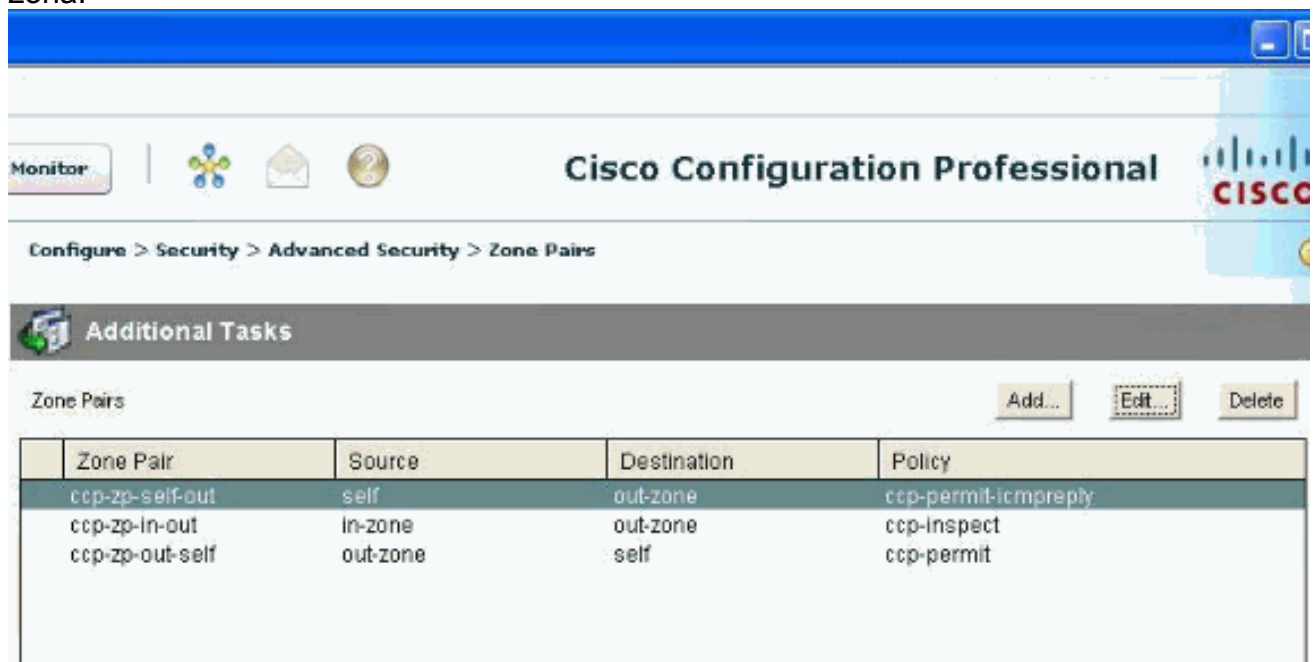 zona.
Monitor
Cisco Configuration Professional
CISCO
Configure > Security > Advanced Security > Zone Pairs
Additional Tasks
Zone Pairs Add... Edit... Delete
Zone Pair Source Destination Policy
ccp-zp-self-out self out-zone ccp-permit-icmpreply
ccp-zp-in-out in-zone out-zone ccp-inspect
ccp-zp-out-self out-zone self ccp-permit